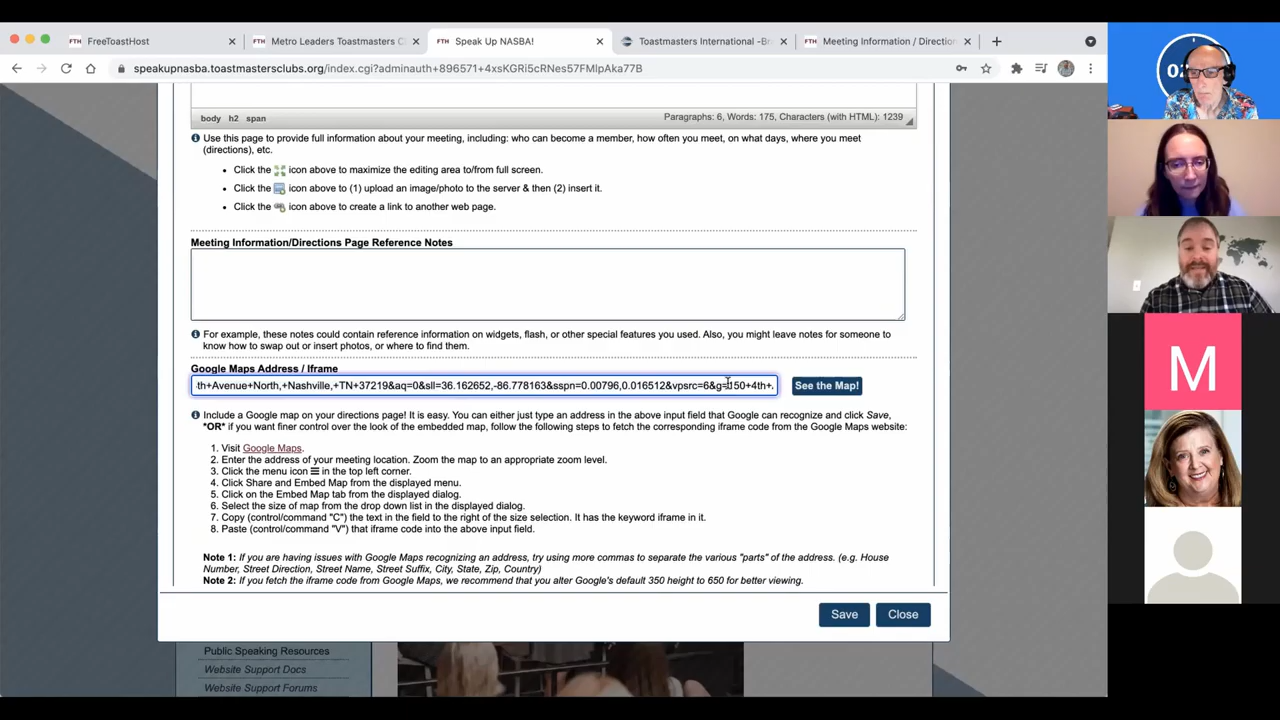 FreeToastHost
Metro Leaders Toastmasters C
Speak Up NASBA!
Toastmasters International -Br
Meeting Information / Direction
speakupnasba.toastmastersclubs.org/index.cgi?adminauth+896571+4xsKGRi5cRNes57FMlpAka77B
body h2 span
Paragraphs: 6, Words: 175, Characters (with HTML): 1239
Use this page to provide full information about your meeting, including: who can become a member, how often you meet, on what days, where you meet
(directions), etc.
Click the icon above to maximize the editing area to/from full screen.
Click the icon above to (1) upload an image/photo to the server & then (2) insert it.
Click the icon above to create a link to another web page.
Meeting Information/Directions Page Reference Notes
For example, these notes could contain reference information on widgets, flash, or other special features you used. Also, you might leave notes for someone to
know how to swap out or insert photos, or where to find them.
Google Maps Address / Iframe
th+Avenue+North,+Nashville,+TN+37219&aq=0&sll=36.162652,-86.778163&sspn=0.00796,0.016512&vpsrc=6&g=150+4th+.
See the Map!
Include a Google map on your directions page! It is easy. You can either just type an address in the above input field that Google can recognize and click Save,
*OR* if you want finer control over the look of the embedded map, follow the following steps to fetch the corresponding iframe code from the Google Maps website:
1. Visit Google Maps.
2. Enter the address of your meeting location. Zoom the map to an appropriate zoom level.
3. Click the menu icon ☰ in the top left corner.
4. Click Share and Embed Map from the displayed menu.
5. Click on the Embed Map tab from the displayed dialog.
6. Select the size of map from the drop down list in the displayed dialog.
7. Copy (control/command "C") the text in the field to the right of the size selection. It has the keyword iframe in it.
8. Paste (control/command "V") that iframe code into the above input field.
Note 1: If you are having issues with Google Maps recognizing an address, try using more commas to separate the various "parts" of the address. (e.g. House
Number, Street Direction, Street Name, Street Suffix, City, State, Zip, Country)
Note 2: If you fetch the iframe code from Google Maps, we recommend that you alter Google's default 350 height to 650 for better viewing.
Save
Close
Public Speaking Resources
Website Support Docs
Website Support Forums
M